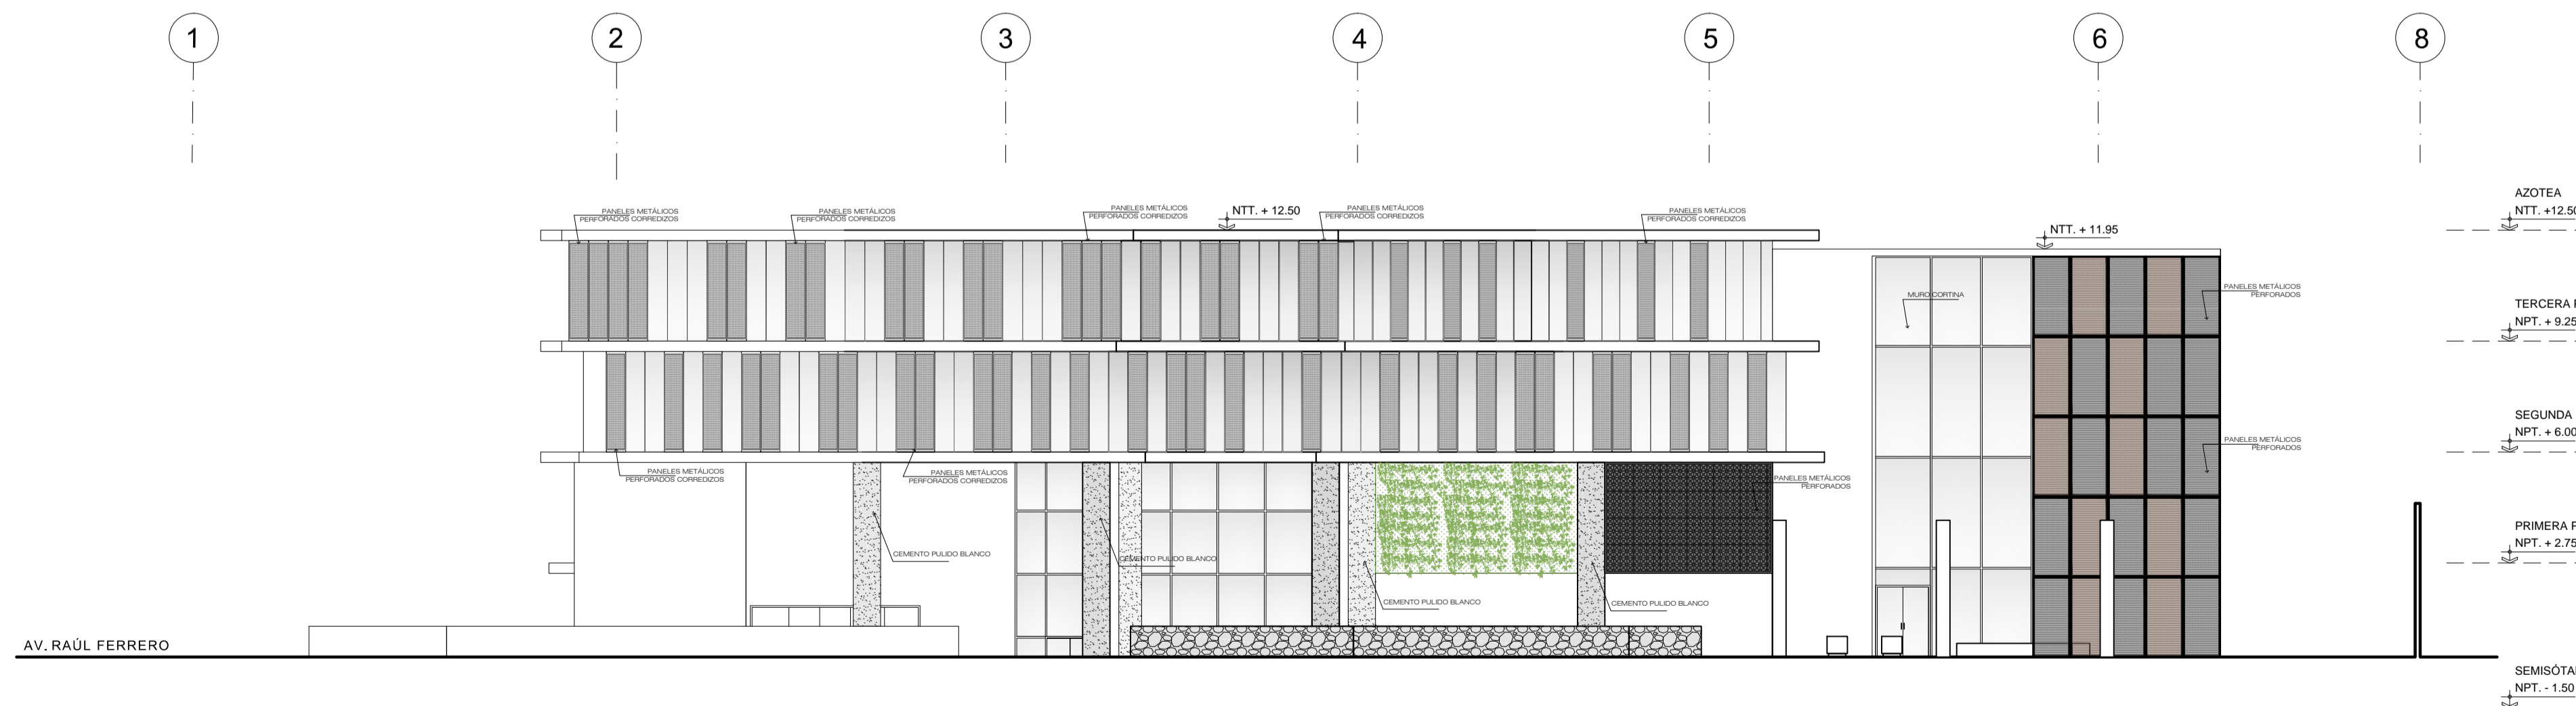 1
2
3
4
5
6
8
AZOTEA
NTT. +12.50
PANELES METÁLICOS
PERFORADOS CORREDIZOS
PANELES METÁLICOS
PERFORADOS CORREDIZOS
PANELES METÁLICOS
PERFORADOS CORREDIZOS
NTT. + 12.50
PANELES METÁLICOS
PERFORADOS CORREDIZOS
PANELES METÁLICOS
PERFORADOS CORREDIZOS
NTT. + 11.95
MURO CORTINA
PANELES METÁLICOS
PERFORADOS
TERCERA
NPT. + 9.25
PANELES METÁLICOS
PERFORADOS
SEGUNDA
NPT. + 6.00
PANELES METÁLICOS
PERFORADOS CORREDIZOS
PANELES METÁLICOS
PERFORADOS CORREDIZOS
PANELES METÁLICOS
PERFORADOS
CEMENTO PULIDO BLANCO
CEMENTO PULIDO BLANCO
PRIMERA
NPT. + 2.75
CEMENTO PULIDO BLANCO
CEMENTO PULIDO BLANCO
AV. RAÚL FERRERO
SEMISÓTA
NPT. - 1.50